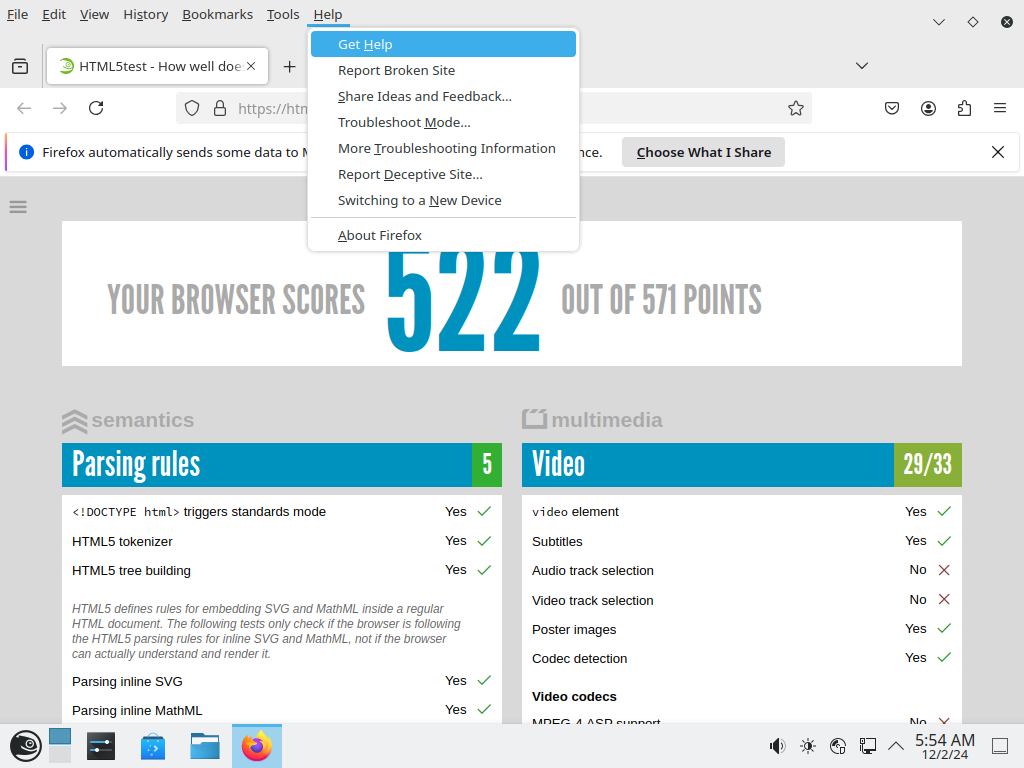 File Edit View History Bookmarks Tools Help
HTML5test - How well doe
https://htm
Get Help
Report Broken Site
Share Ideas and Feedback...
Troubleshoot Mode...
More Troubleshooting Information
Report Deceptive Site...
Switching to a New Device
About Firefox
Firefox automatically sends some data to M
nce.
Choose What I Share
YOUR BROWSER SCORES 522 OUT OF 571 POINTS
semantics
Parsing rules 5
<!DOCTYPE html> triggers standards mode Yes
HTML5 tokenizer Yes
HTML5 tree building Yes
HTML5 defines rules for embedding SVG and MathML inside a regular
HTML document. The following tests only check if the browser is following
the HTML5 parsing rules for inline SVG and MathML, not if the browser
can actually understand and render it.
Parsing inline SVG Yes
Parsing inline MathML Yes
multimedia
Video 29/33
video element Yes
Subtitles Yes
Audio track selection No
Video track selection No
Poster images Yes
Codec detection Yes
Video codecs
MPEG-4 ASP support No
5:54 AM
12/2/24